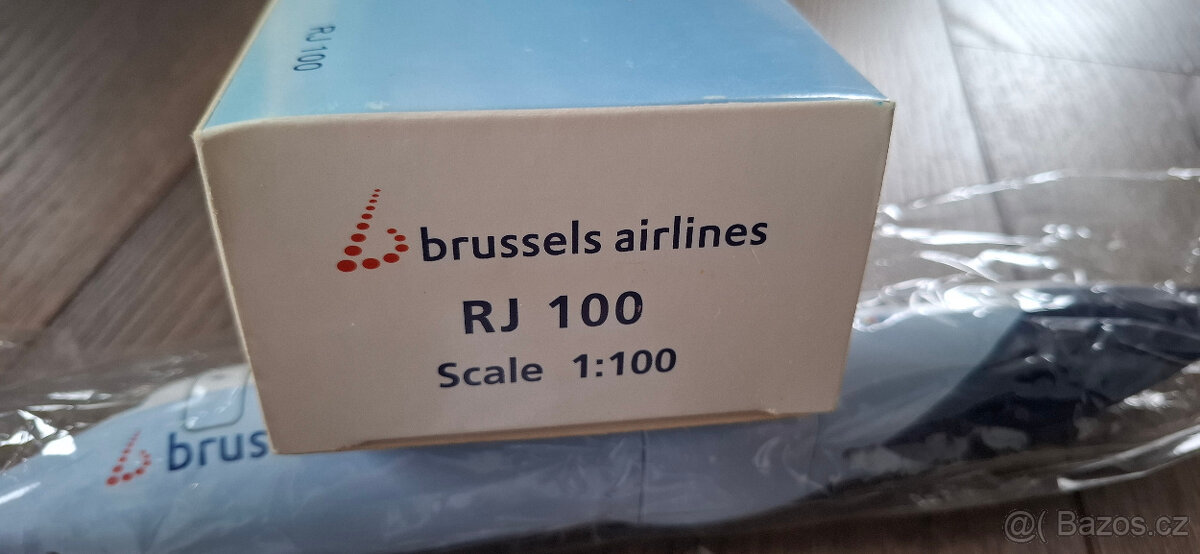 RJ 100
brussels airlines
RJ 100
Scale 1:100
brus
@( Bazos.cz